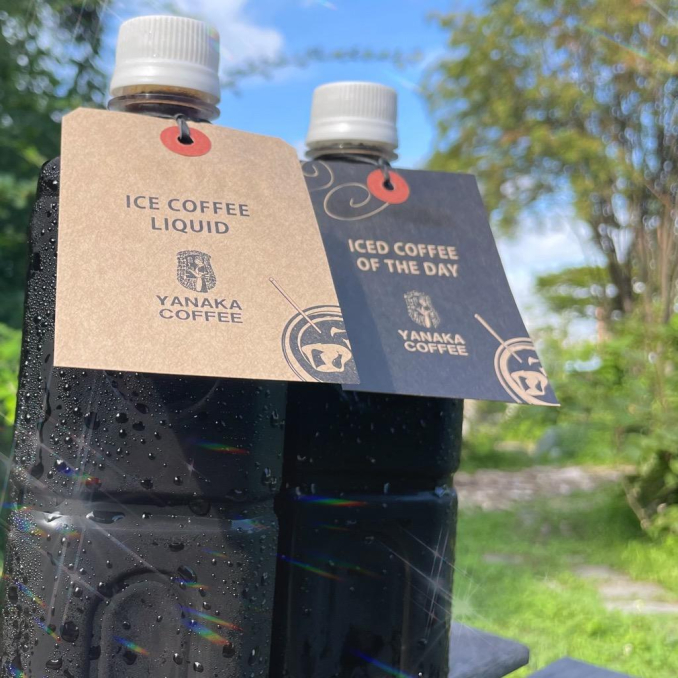 ICE COFFEE
LIQUID
YANAKA
COFFEE
ICED COFFEE
OF THE DAY
YANAKA
COFFEE